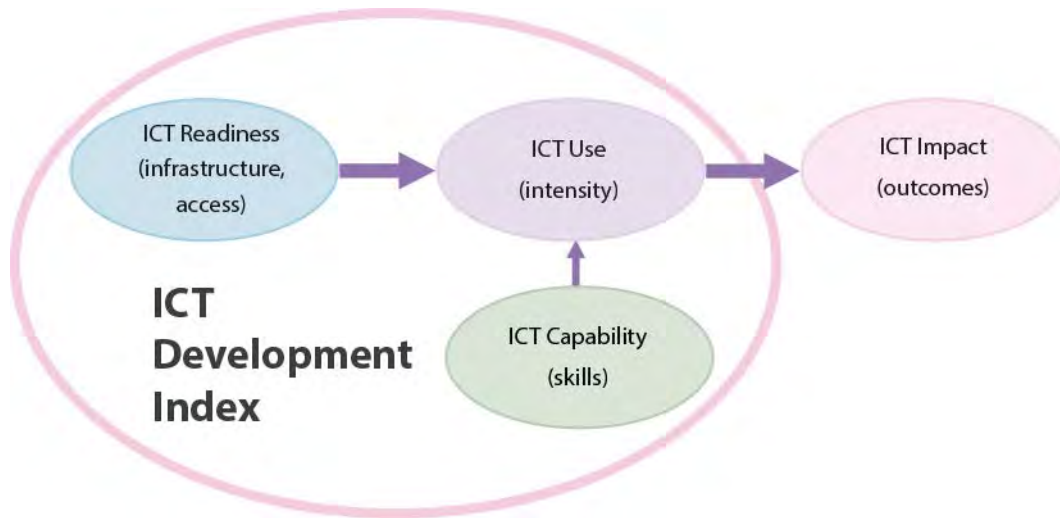 ICT Readiness
(infrastructure,
access)
ICT Use
(intensity)
ICT Impact
(outcomes)
ICT
Development
Index
ICT Capability
(skills)